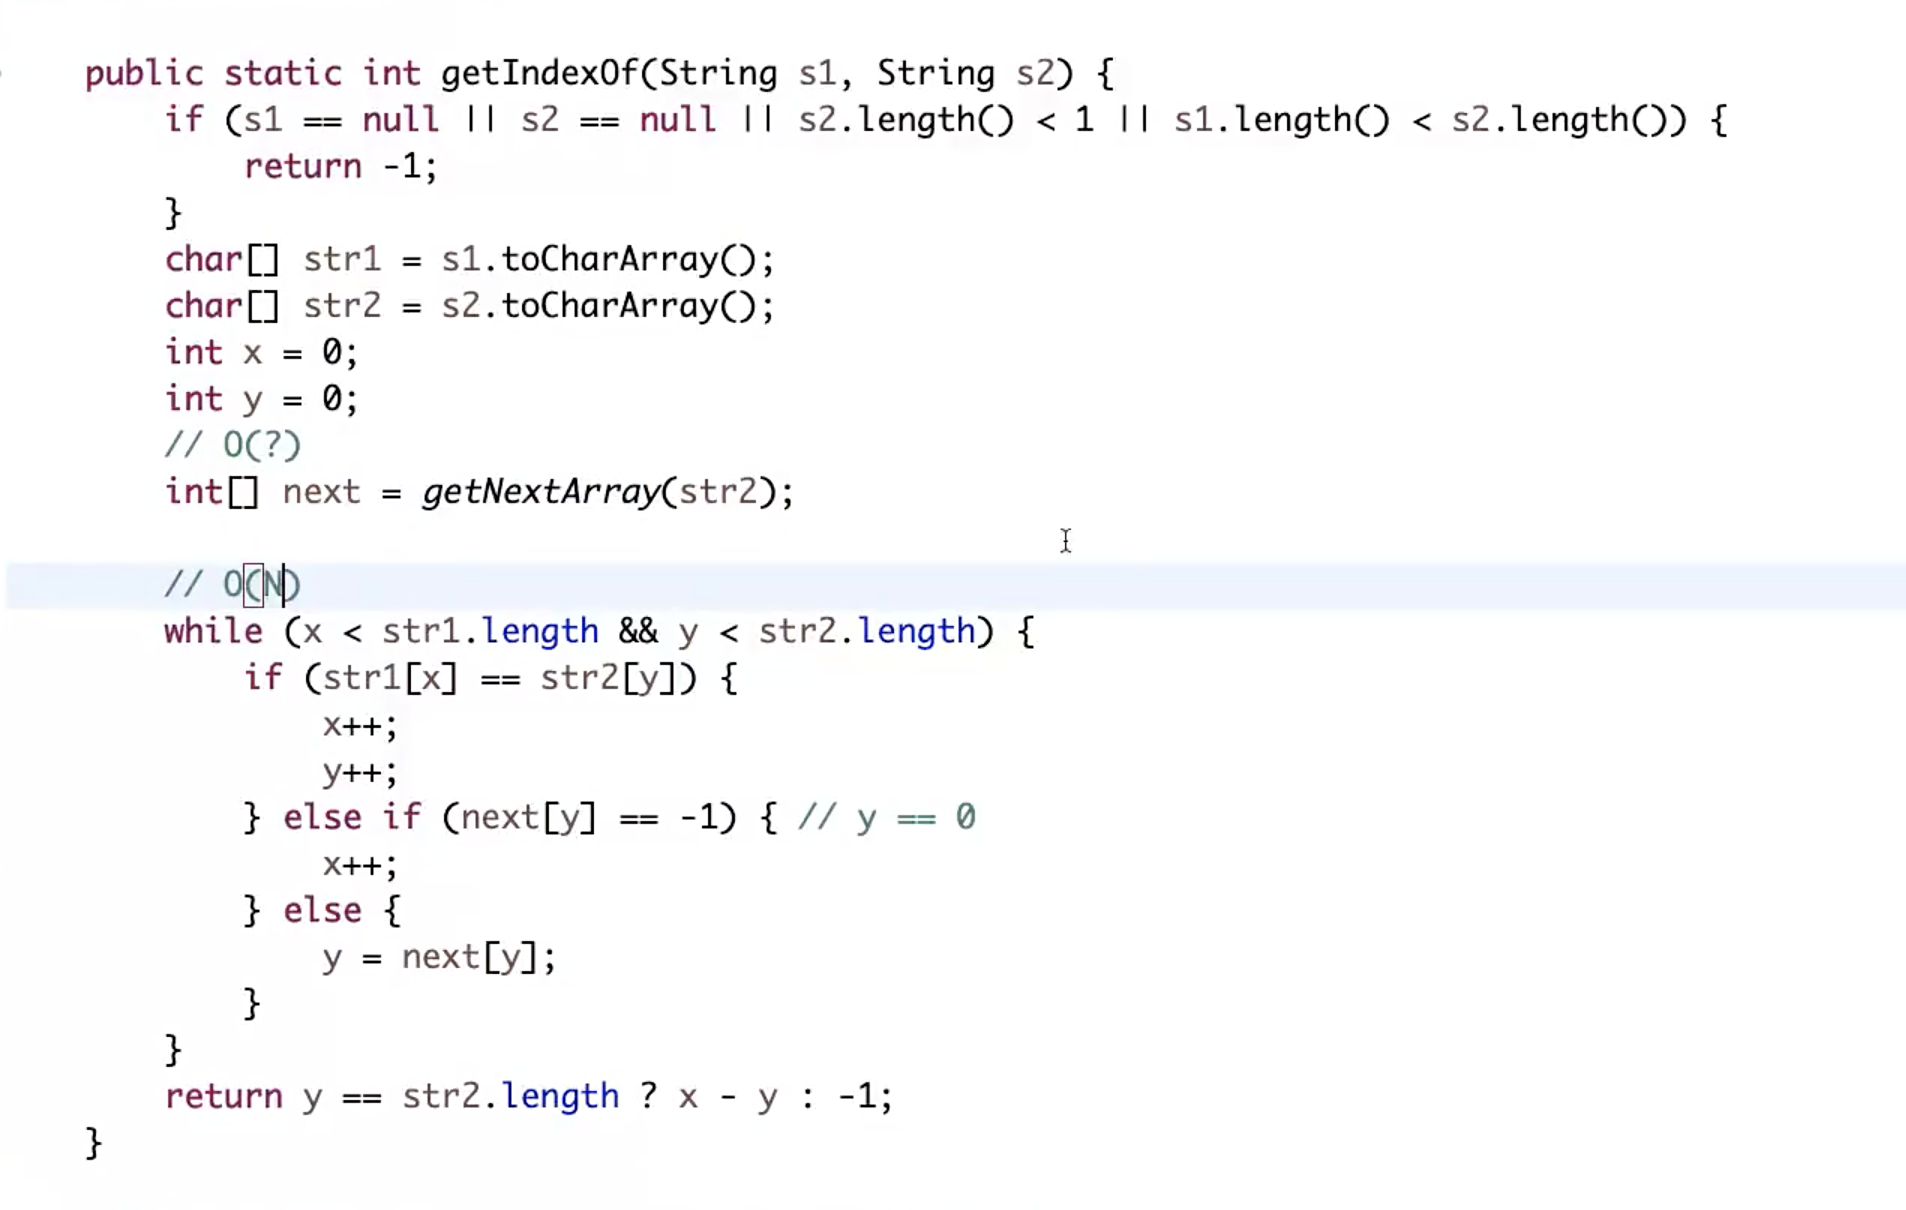 public static int getIndexOf(String s1, String s2) {
if (s1 == null || s2 == null || s2.length() < 1 || s1.length() < s2.length()) {
return -1;
}
char[] str1 = s1.toCharArray();
char[] str2 = s2.toCharArray();
int x = 0;
int y = 0;
// O(?)
int[] next = getNextArray(str2);
// O(N)
while (x < str1.length && y < str2.length) {
if (str1[x] == str2[y]) {
x++;
y++;
} else if (next[y] == -1) { // y == 0
x++;
} else {
y = next[y];
}
}
return y == str2.length ? x - y : -1;
}